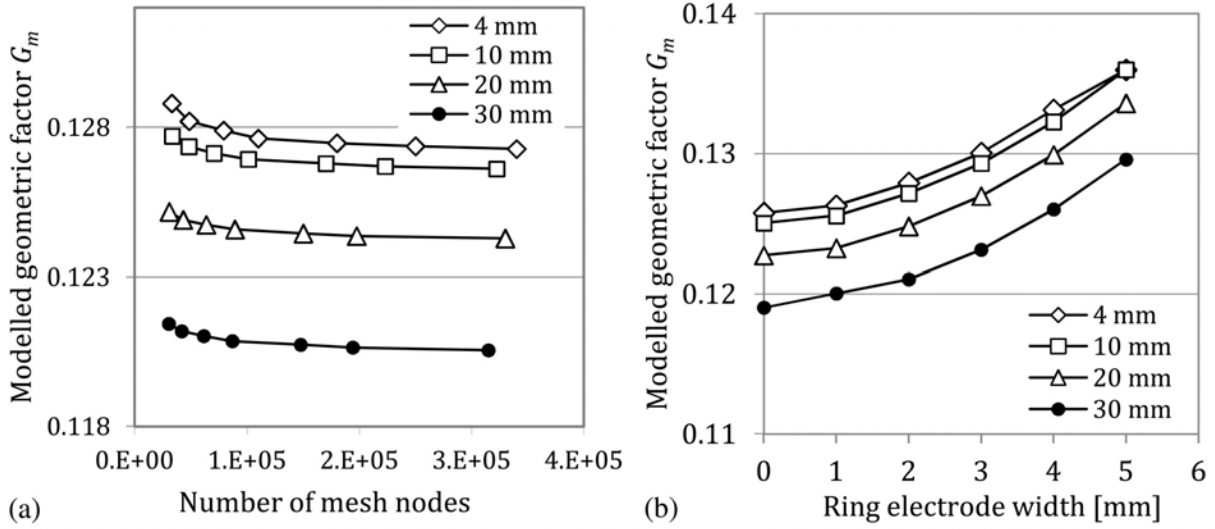 Modelled geometric factor Gm
0.128
0.123
0.118
0.E+00 1.E+05 2.E+05 3.E+05 4.E+05
Number of mesh nodes
4 mm
10 mm
20 mm
30 mm
(a)
Modelled geometric factor Gm
0.14
0.13
0.12
0.11
0 1 2 3 4 5 6
Ring electrode width [mm]
4 mm
10 mm
20 mm
30 mm
(b)